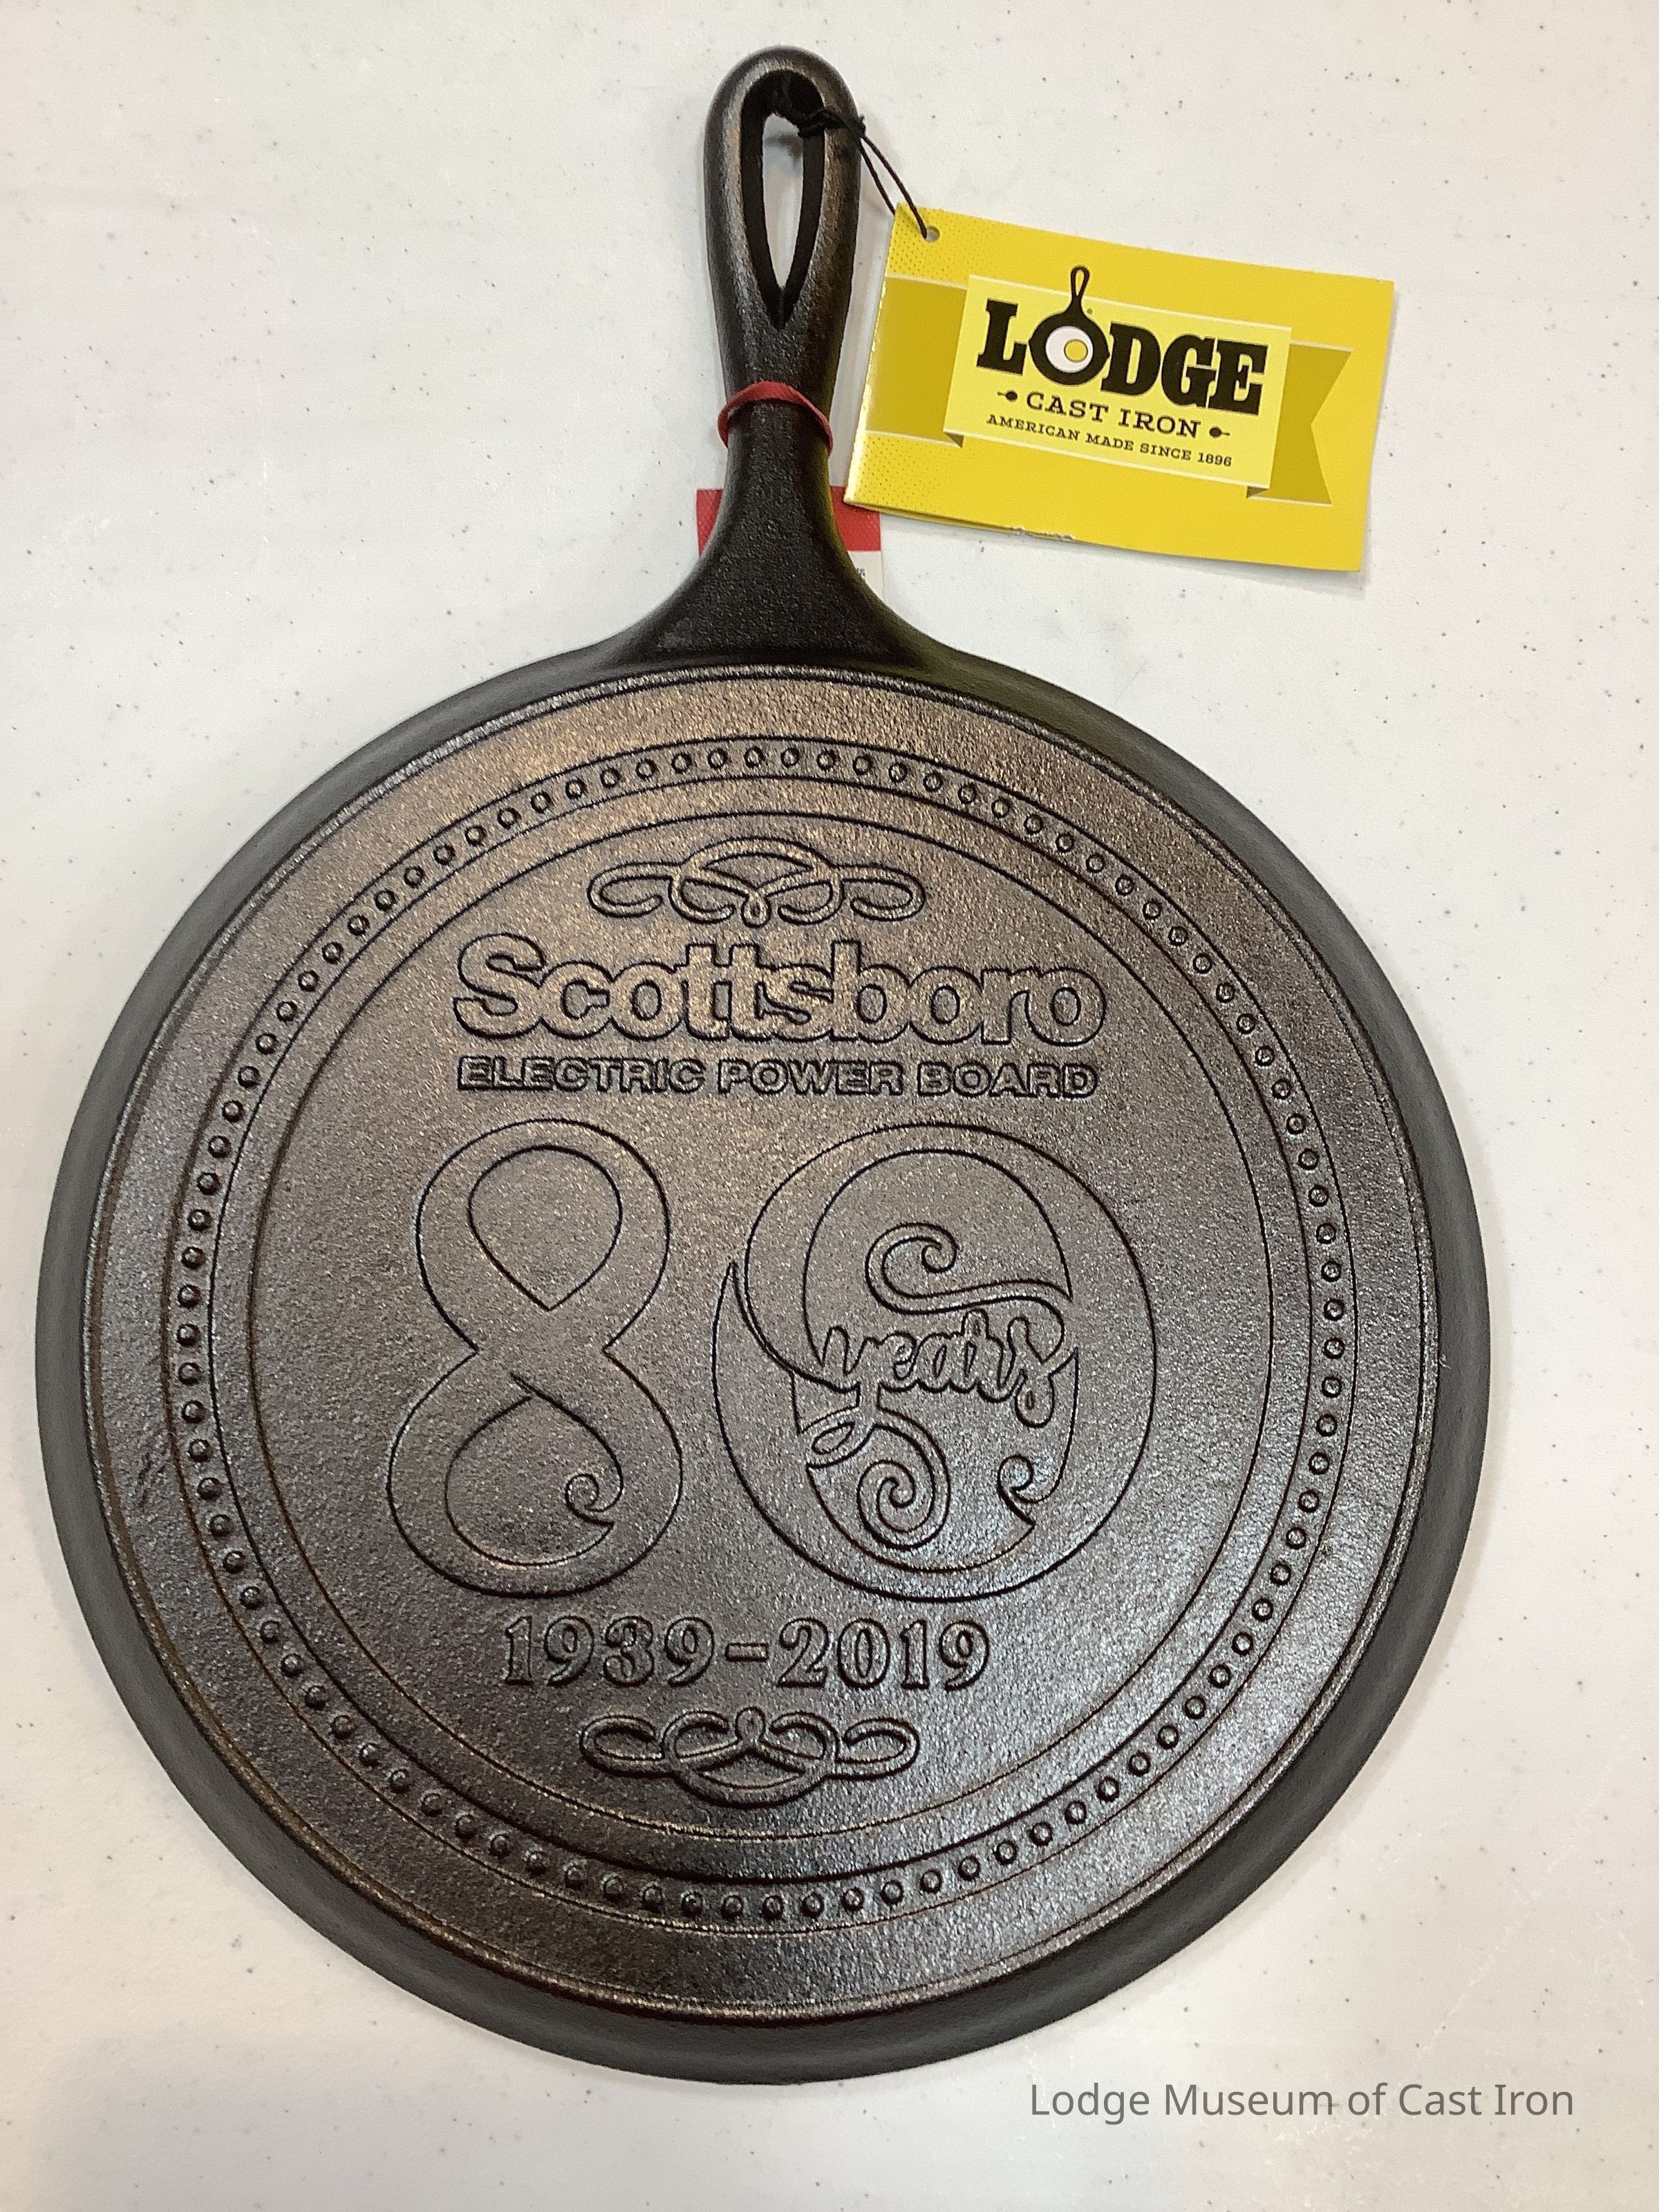 LODGE
CAST IRON
AMERICAN MADE SINCE 1896
Scottsboro
ELECTRIC POWER BOARD
80
years
1939-2019
Lodge Museum of Cast Iron